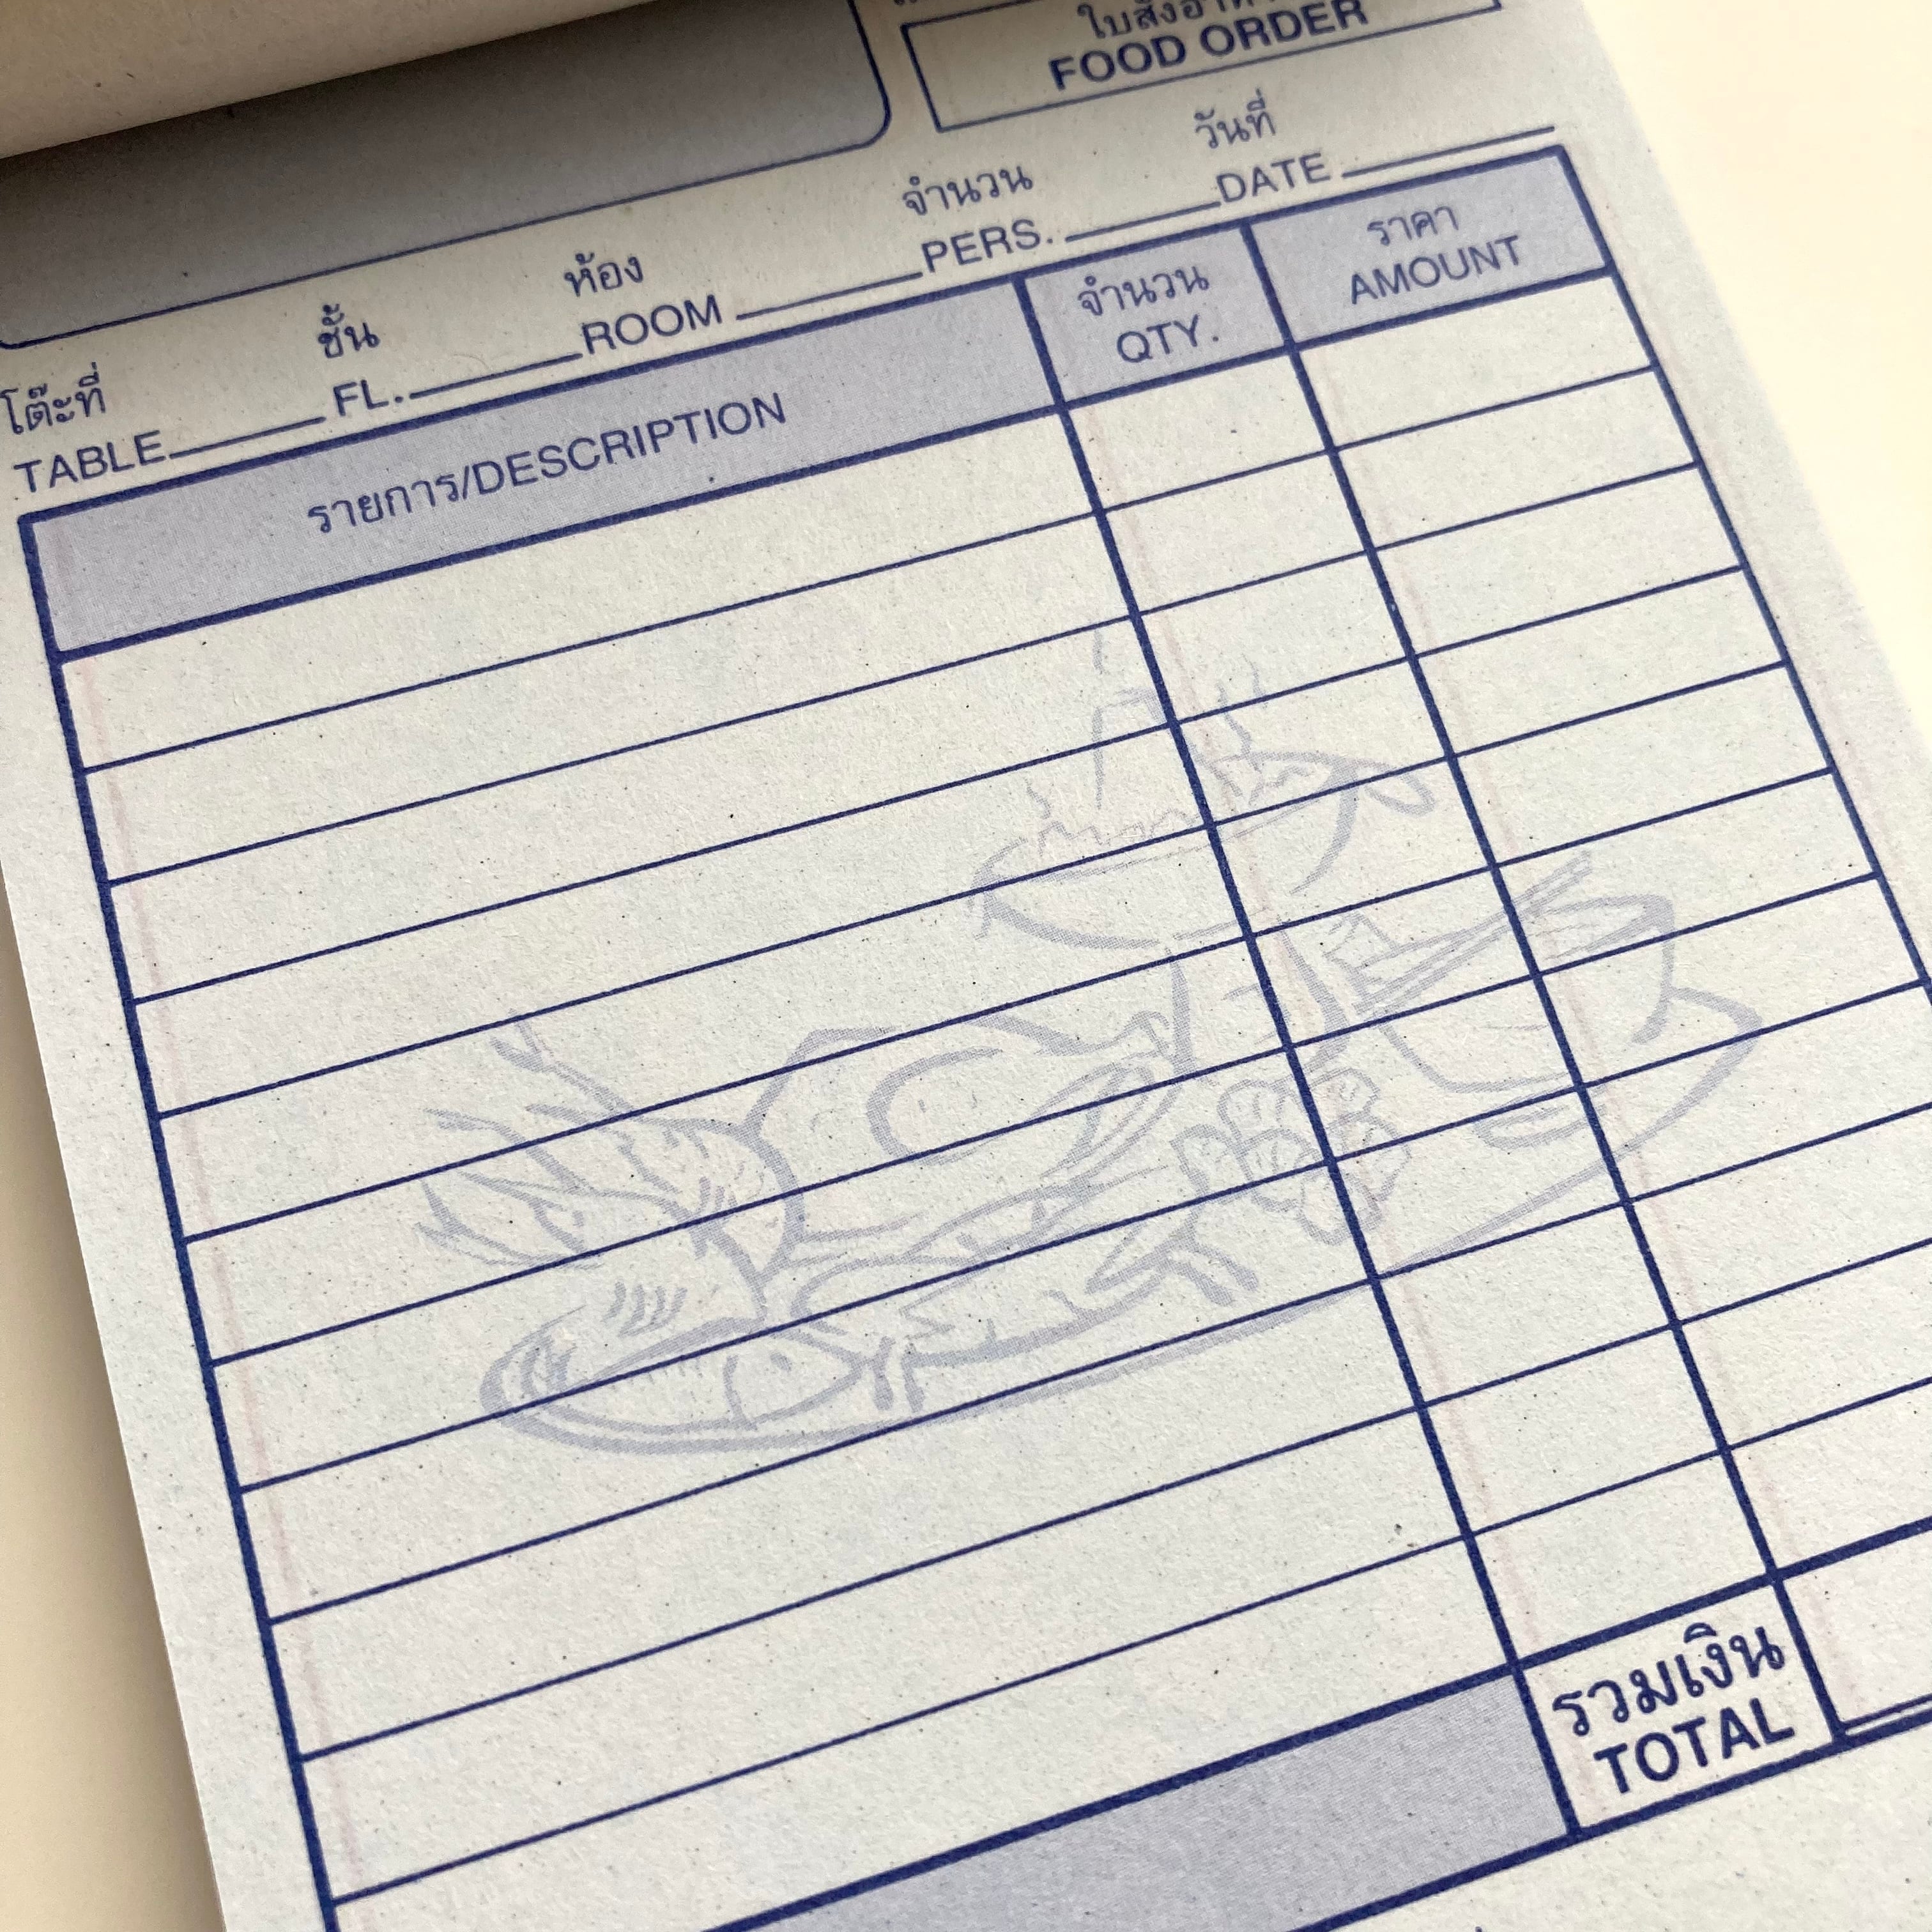 FOOD ORDER
โต๊ะที่ ชั้น ห้อง จำนวน วันที่
TABLE FL. ROOM PERS. DATE
รายการ/DESCRIPTION
จำนวน
QTY.
ราคา
AMOUNT
รวมเงิน
TOTAL